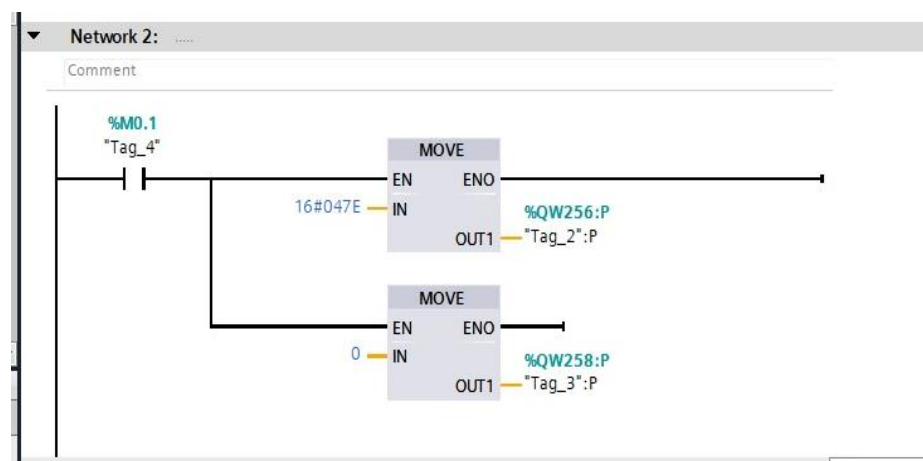 Network 2: .....
Comment
%M0.1
"Tag_4"
MOVE
EN ENO
16#047E IN
%QW256:P
OUT1 "Tag_2":P
MOVE
EN ENO
0 IN
%QW258:P
OUT1 "Tag_3":P